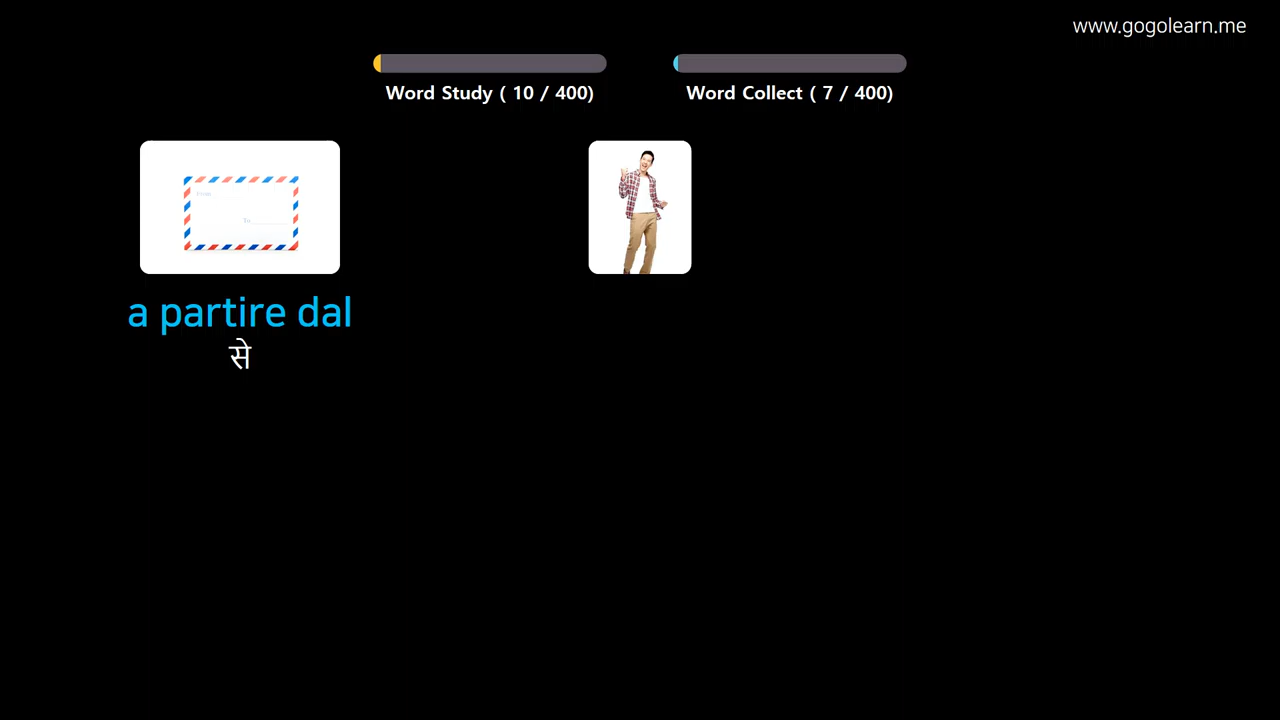 www.gogolearn.me
Word Study ( 10 / 400)
Word Collect ( 7 / 400)
a partire dal
से